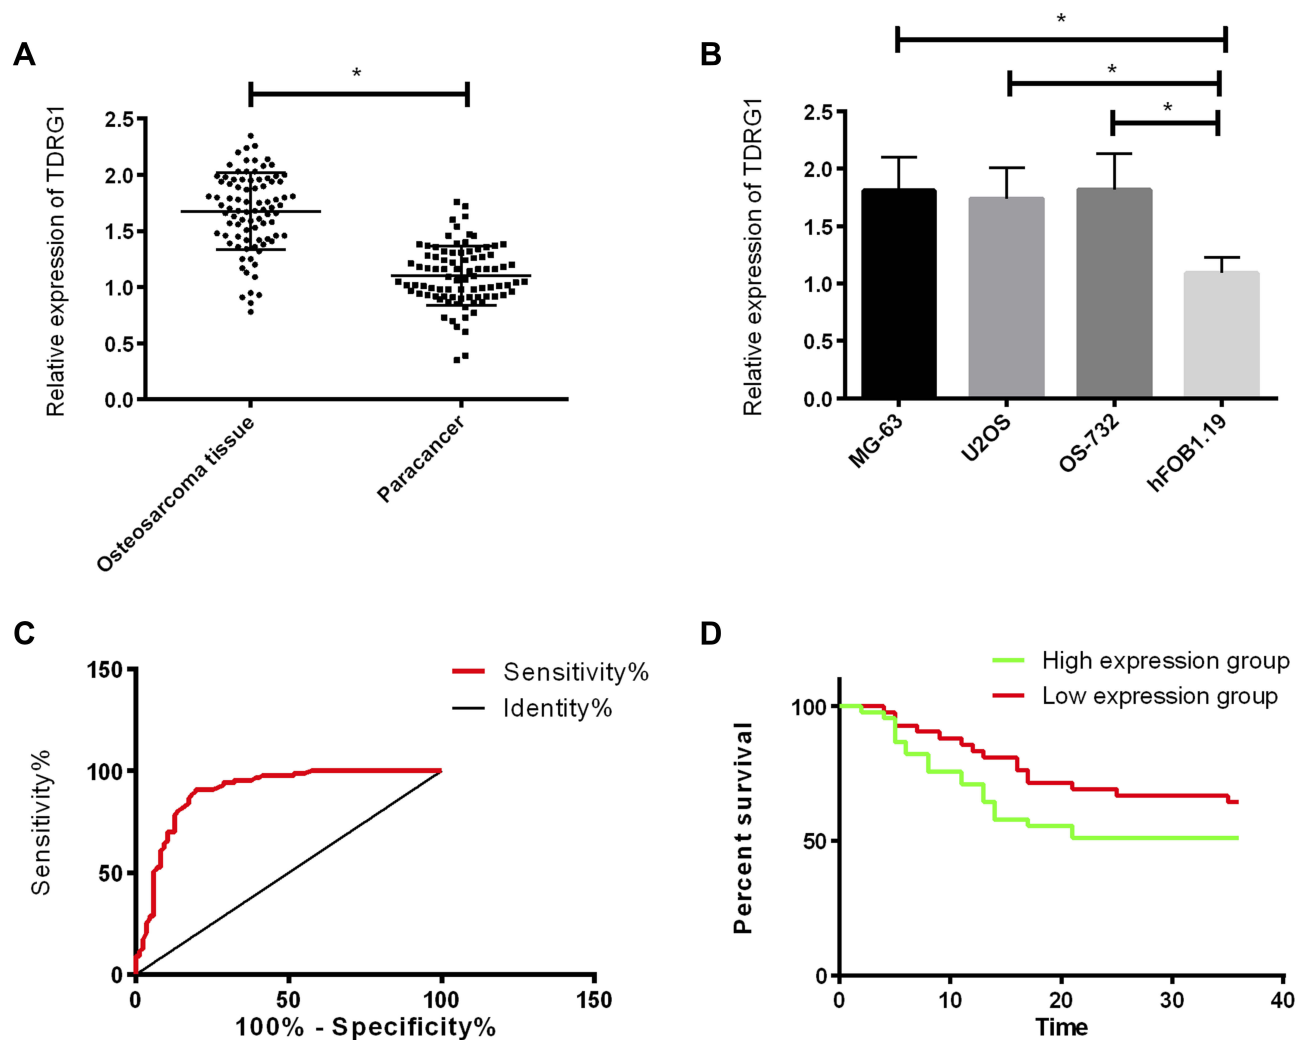 A
*
Relative expression of TDRG1
2.5
2.0
1.5
1.0
0.5
0.0
Osteosarcoma tissue
Paracancer
B
*
*
*
Relative expression of TDRG1
2.5
2.0
1.5
1.0
0.5
0.0
MG-63
U2OS
OS-732
hFOB1.19
C
Sensitivity%
Identity%
Sensitivity%
150
100
50
0
0 50 100 150
100% - Specificity%
D
High expression group
Low expression group
Percent survival
100
50
0
0 10 20 30 40
Time